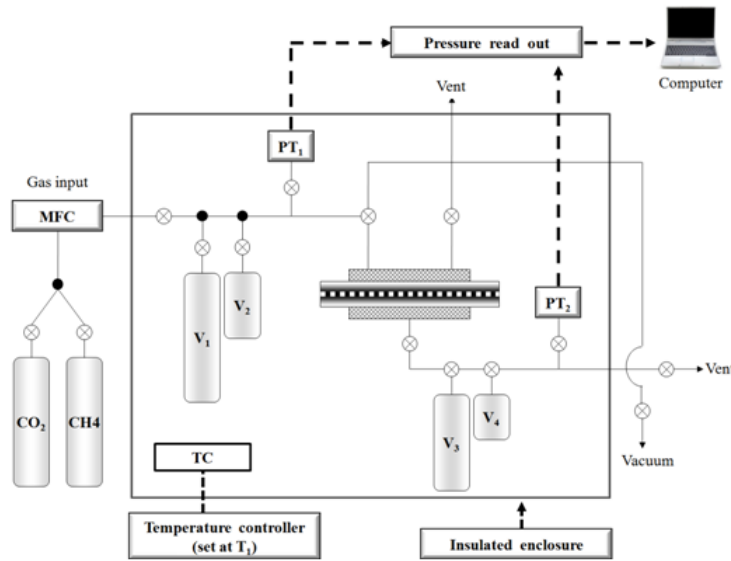 Pressure read out
Computer
Vent
PT₁
Gas input
MFC
V₁
V₂
PT₂
Vent
CO₂
CH4
V₃
V₄
Vacuum
TC
Temperature controller
(set at T₁)
Insulated enclosure